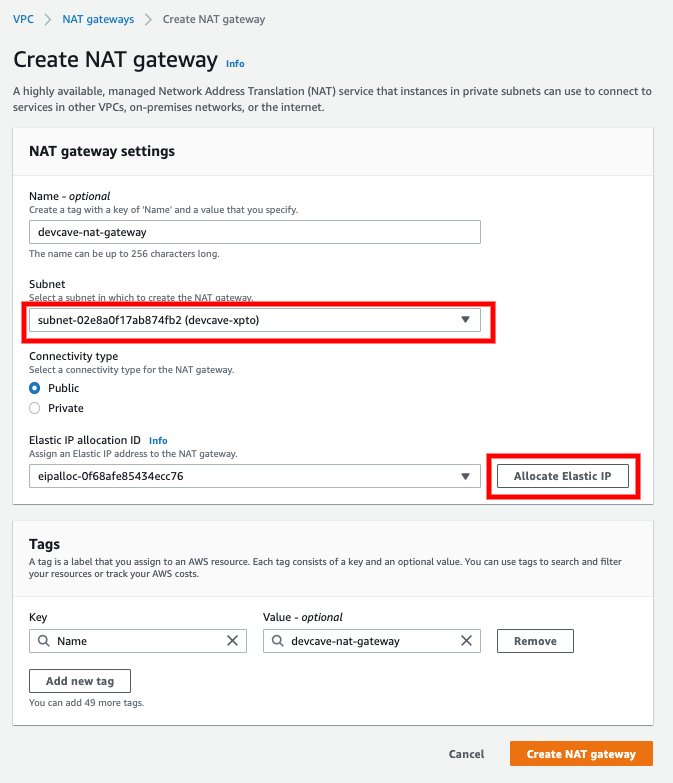 VPC > NAT gateways > Create NAT gateway
Create NAT gateway Info
A highly available, managed Network Address Translation (NAT) service that instances in private subnets can use to connect to
services in other VPCs, on-premises networks, or the internet.
NAT gateway settings
Name - optional
Create a tag with a key of 'Name' and a value that you specify.
devcave-nat-gateway
The name can be up to 256 characters long.
Subnet
Select a subnet in which to create the NAT gateway.
subnet-02e8a0f17ab874fb2 (devcave-xpto)
Connectivity type
Select a connectivity type for the NAT gateway.
Public
Private
Elastic IP allocation ID Info
Assign an Elastic IP address to the NAT gateway.
eipalloc-0f68afe85434ecc76 Allocate Elastic IP
Tags
A tag is a label that you assign to an AWS resource. Each tag consists of a key and an optional value. You can use tags to search and filter
your resources or track your AWS costs.
Key Value - optional
Name devcave-nat-gateway Remove
Add new tag
You can add 49 more tags.
Cancel Create NAT gateway